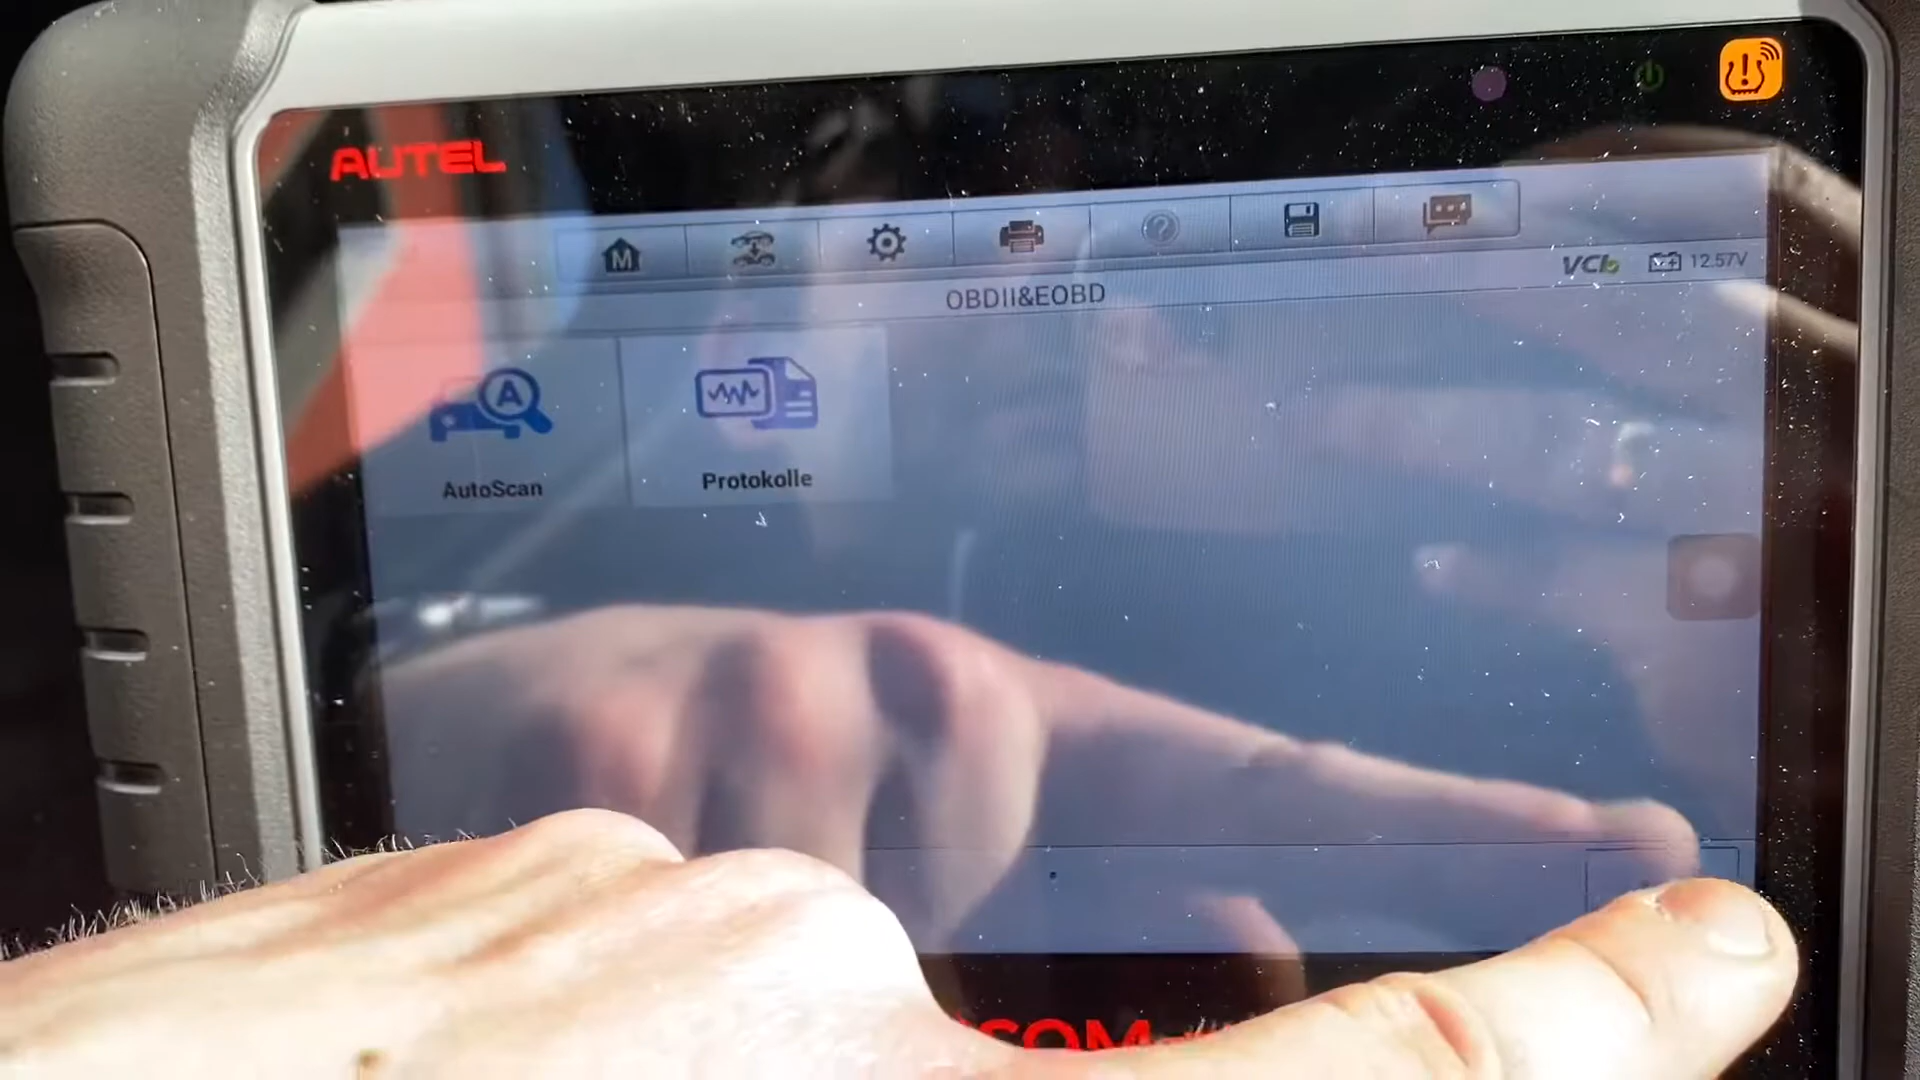 AUTEL
M
VCI 12.57V
OBDII&EOBD
A
AutoScan Protokolle